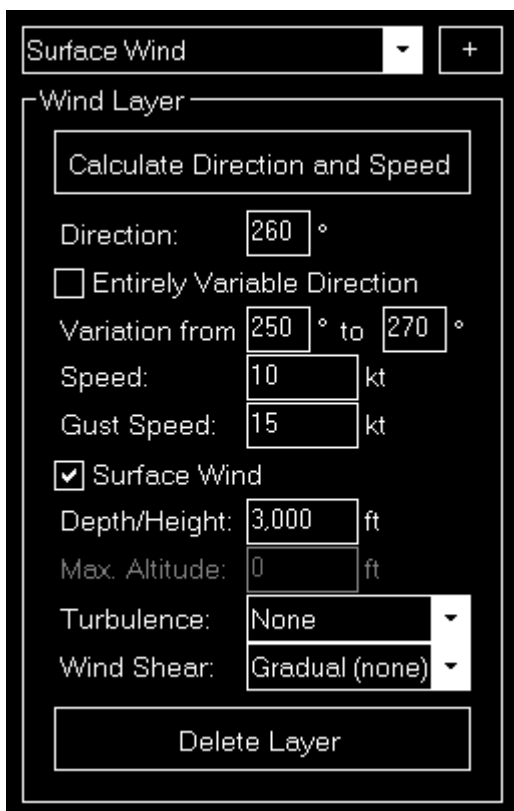 Surface Wind +
Wind Layer
Calculate Direction and Speed
Direction: 260 °
Entirely Variable Direction
Variation from 250 ° to 270 °
Speed: 10 kt
Gust Speed: 15 kt
Surface Wind
Depth/Height: 3,000 ft
Max. Altitude: 0 ft
Turbulence: None
Wind Shear: Gradual (none)
Delete Layer